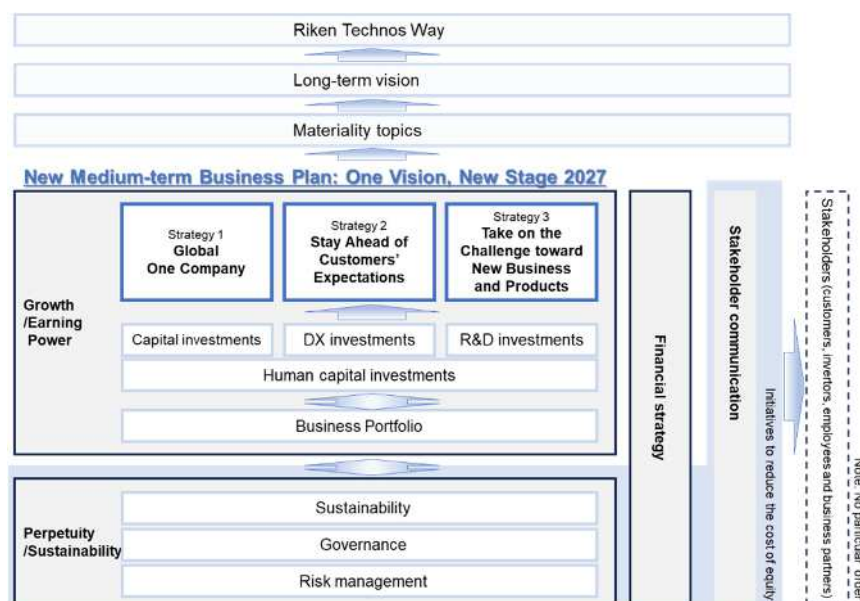 Riken Technos Way
Long-term vision
Materiality topics
New Medium-term Business Plan: One Vision, New Stage 2027
Growth
/Earning
Power
Strategy 1
Global
One Company
Strategy 2
Stay Ahead of
Customers'
Expectations
Strategy 3
Take on the
Challenge toward
New Business
and Products
Capital investments
DX investments
R&D investments
Human capital investments
Business Portfolio
Perpetuity
/Sustainability
Sustainability
Governance
Risk management
Financial strategy
Stakeholder communication
Initiatives to reduce the cost of equity
Stakeholders (customers, invertors, employees and business partners)
Note: No particular order